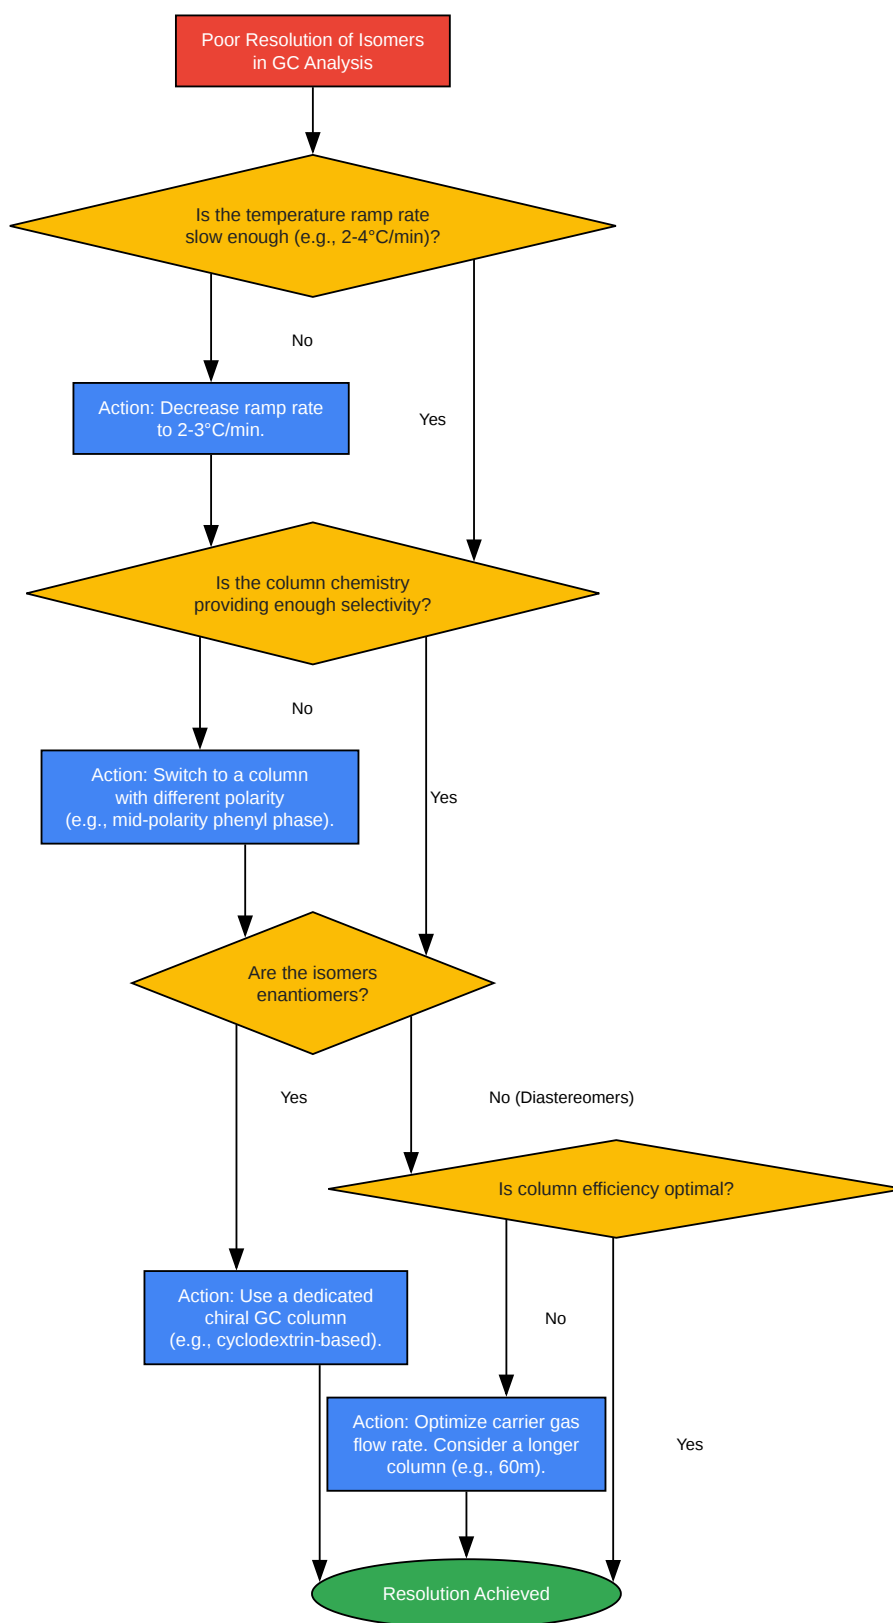 Poor Resolution of Isomers
in GC Analysis
Is the temperature ramp rate
slow enough (e.g., 2-4°C/min)?
No
Action: Decrease ramp rate
to 2-3°C/min.
Yes
Is the column chemistry
providing enough selectivity?
No
Action: Switch to a column
with different polarity
(e.g., mid-polarity phenyl phase).
Yes
Are the isomers
enantiomers?
Yes
No (Diastereomers)
Is column efficiency optimal?
Action: Use a dedicated
chiral GC column
(e.g., cyclodextrin-based).
No
Action: Optimize carrier gas
flow rate. Consider a longer
column (e.g., 60m).
Yes
Resolution Achieved